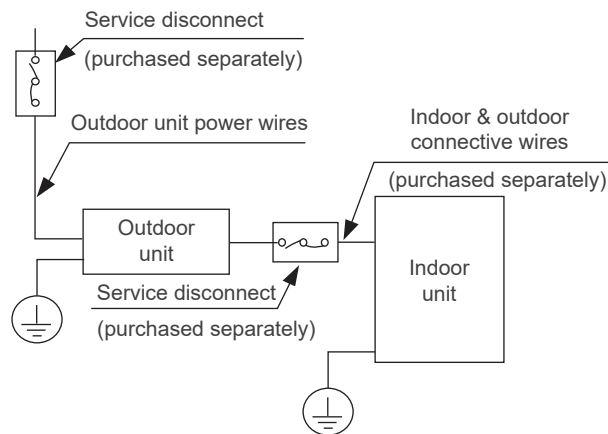 Service disconnect
(purchased separately)
Outdoor unit power wires
Indoor & outdoor
connective wires
(purchased separately)
Outdoor
unit
Indoor
unit
Service disconnect
(purchased separately)